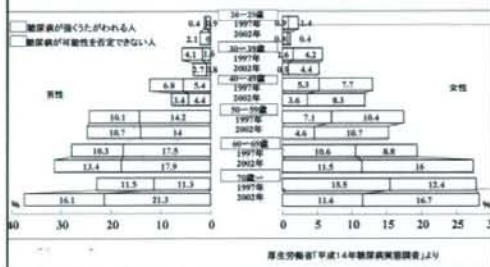 糖尿病が強くうたがわれる人
糖尿病が可能性を否定できない人
男性
女性
1997年
0.4
1.4
2002年
2.1
0.4
30～39歳
1997年
4.1
4.2
2002年
4.4
40～49歳
1997年
6.8 5.4
5.3 7.7
2002年
3.4 4.4
3.6 8.3
50～59歳
1997年
10.1 14.2
7.1 10.4
2002年
10.7 14
4.6 10.7
60～69歳
1997年
10.3 17.5
10.6 8.8
2002年
13.4 17.9
11.5 16
70歳～
1997年
11.5 11.3
15.5 12.4
2002年
16.1 21.3
11.6 16.7
% 40 30 20 10 0
0 5 10 15 20 25 30 %
厚生労働省「平成14年糖尿病実態調査」より